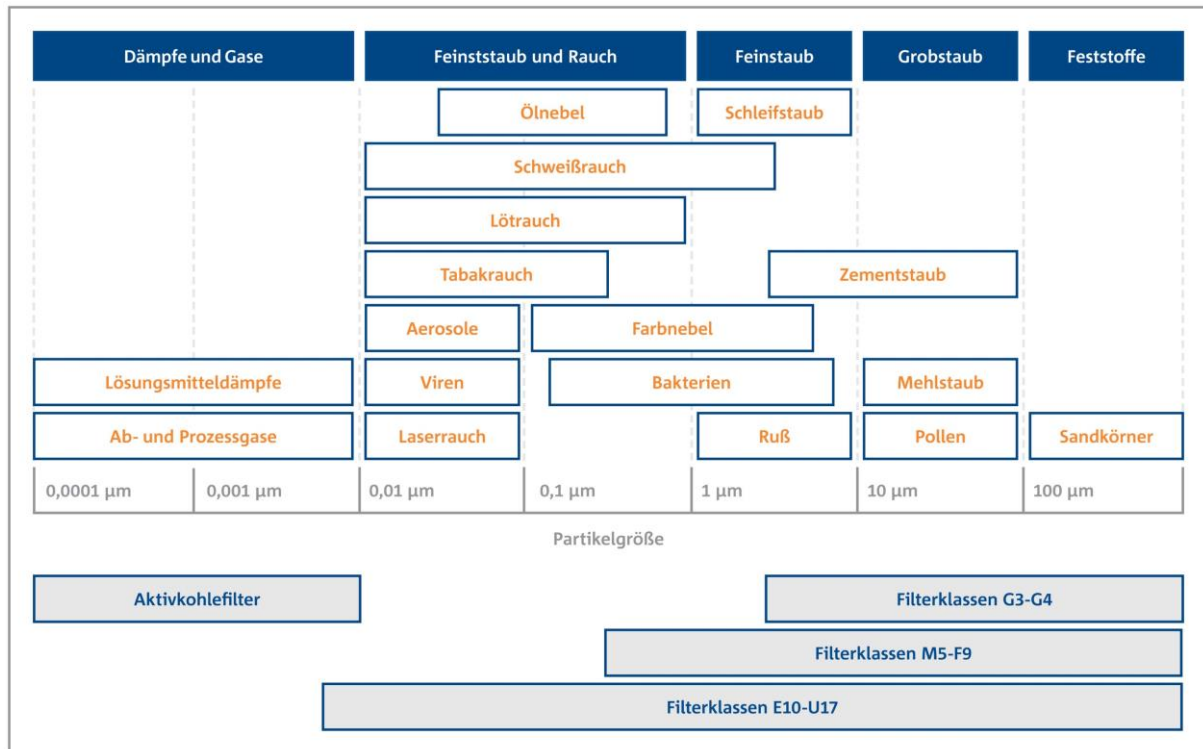 Dämpfe und Gase
Feinststaub und Rauch
Feinstaub
Grobstaub
Feststoffe
Ölnebel
Schleifstaub
Schweißrauch
Lötrauch
Tabakrauch
Zementstaub
Aerosole
Farbnebel
Lösungsmitteldämpfe
Viren
Bakterien
Mehlstaub
Ab- und Prozessgase
Laserrauch
Ruß
Pollen
Sandkörner
0,0001 µm
0,001 µm
0,01 µm
0,1 µm
1 µm
10 µm
100 µm
Partikelgröße
Aktivkohlefilter
Filterklassen G3-G4
Filterklassen M5-F9
Filterklassen E10-U17